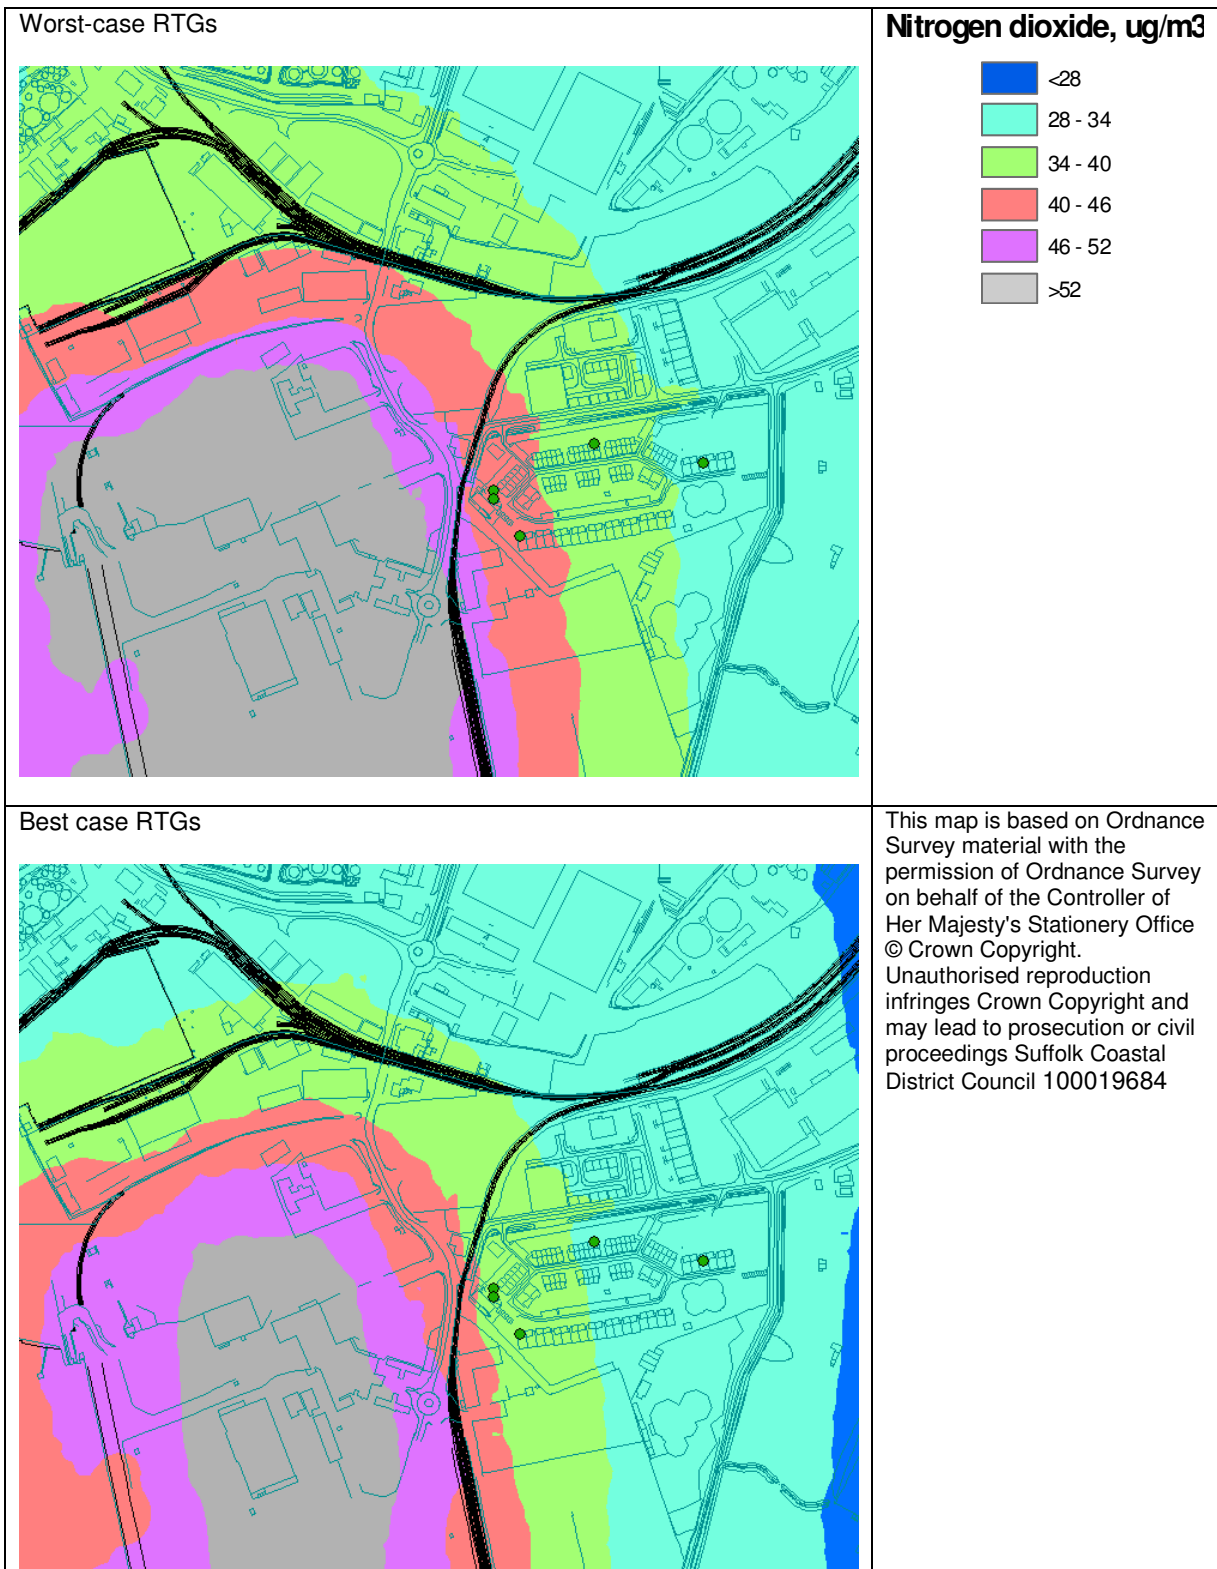 Worst-case RTGs
Nitrogen dioxide, ug/m3
<28
28 - 34
34 - 40
40 - 46
46 - 52
>52
Best case RTGs
This map is based on Ordnance
Survey material with the
permission of Ordnance Survey
on behalf of the Controller of
Her Majesty's Stationery Office
© Crown Copyright.
Unauthorised reproduction
infringes Crown Copyright and
may lead to prosecution or civil
proceedings Suffolk Coastal
District Council 100019684